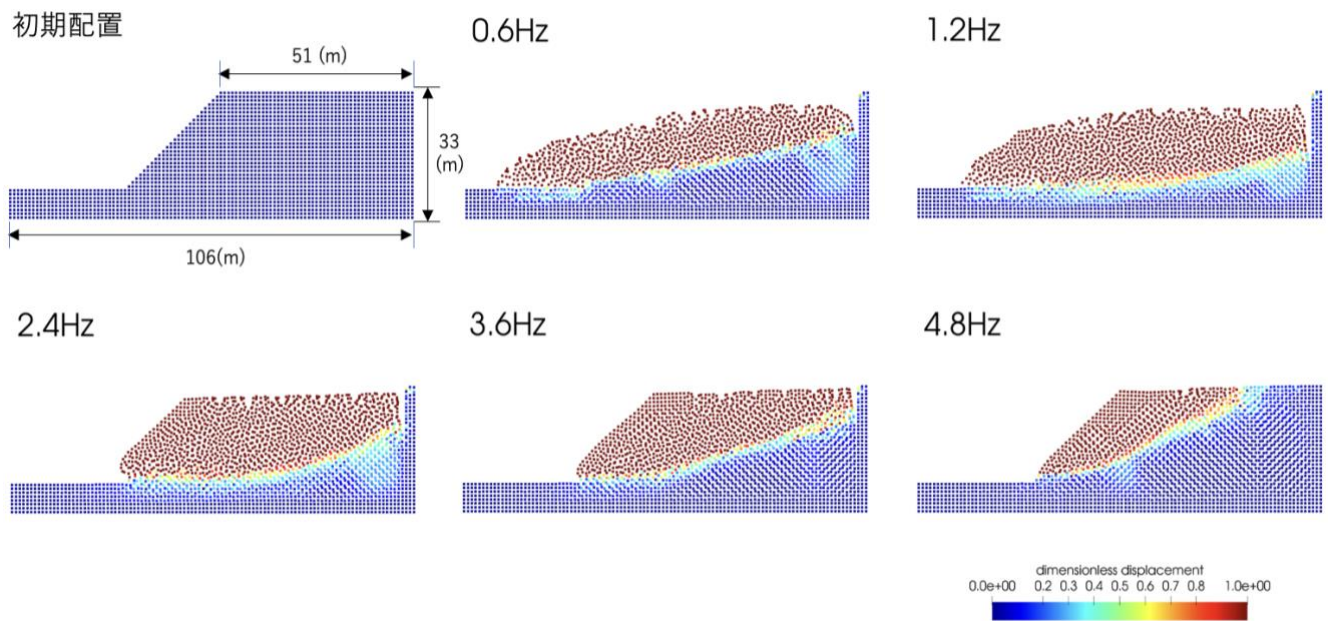 初期配置
0.6Hz
1.2Hz
51 (m)
33
(m)
106(m)
2.4Hz
3.6Hz
4.8Hz
dimensionless displacement
0.0e+00 0.2 0.3 0.4 0.5 0.6 0.7 0.8 1.0e+00